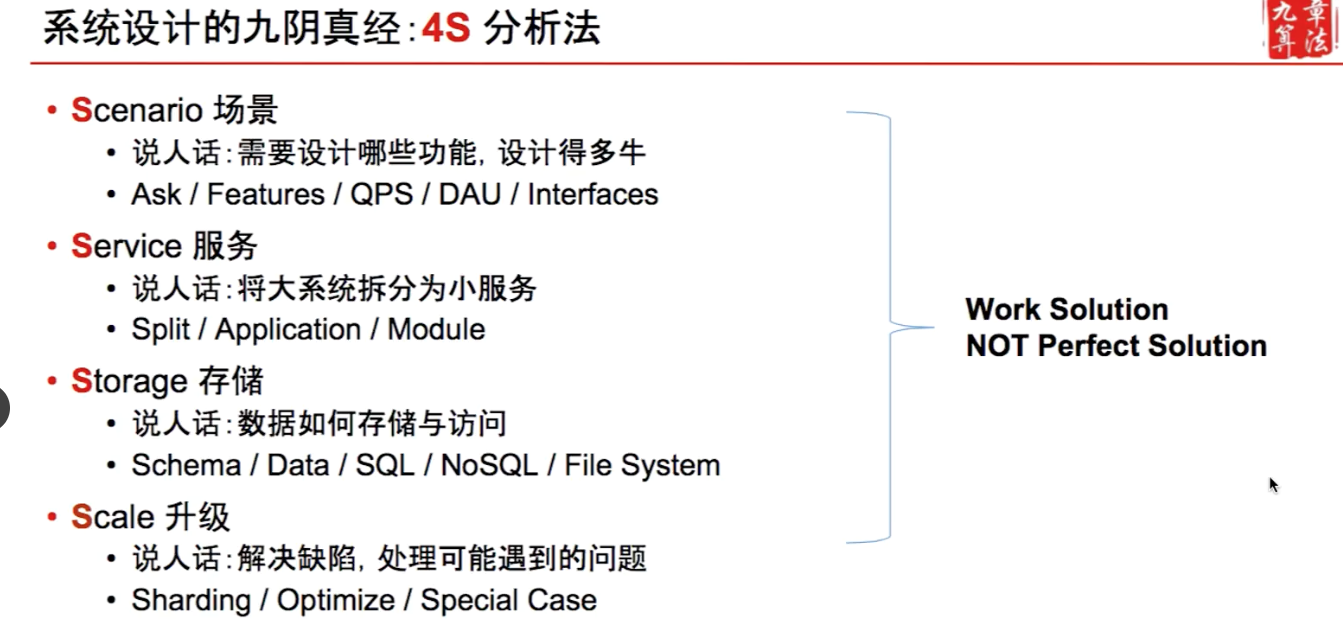 系统设计的九阴真经:4S 分析法
九章算法
• Scenario 场景
• 说人话:需要设计哪些功能, 设计得多牛
• Ask / Features / QPS / DAU / Interfaces
• Service 服务
• 说人话:将大系统拆分为小服务
• Split / Application / Module
• Storage 存储
• 说人话:数据如何存储与访问
• Schema / Data / SQL / NoSQL / File System
• Scale 升级
• 说人话:解决缺陷, 处理可能遇到的问题
• Sharding / Optimize / Special Case
Work Solution
NOT Perfect Solution